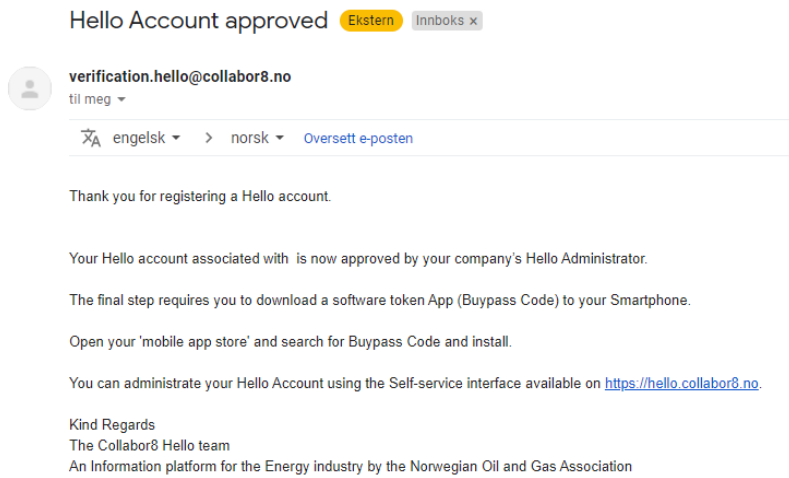 Hello Account approved Ekstern Innboks x
verification.hello@collabor8.no
til meg
engelsk > norsk Oversett e-posten
Thank you for registering a Hello account.
Your Hello account associated with  is now approved by your company's Hello Administrator.
The final step requires you to download a software token App (Buypass Code) to your Smartphone.
Open your 'mobile app store' and search for Buypass Code and install.
You can administrate your Hello Account using the Self-service interface available on https://hello.collabor8.no.
Kind Regards
The Collabor8 Hello team
An Information platform for the Energy industry by the Norwegian Oil and Gas Association